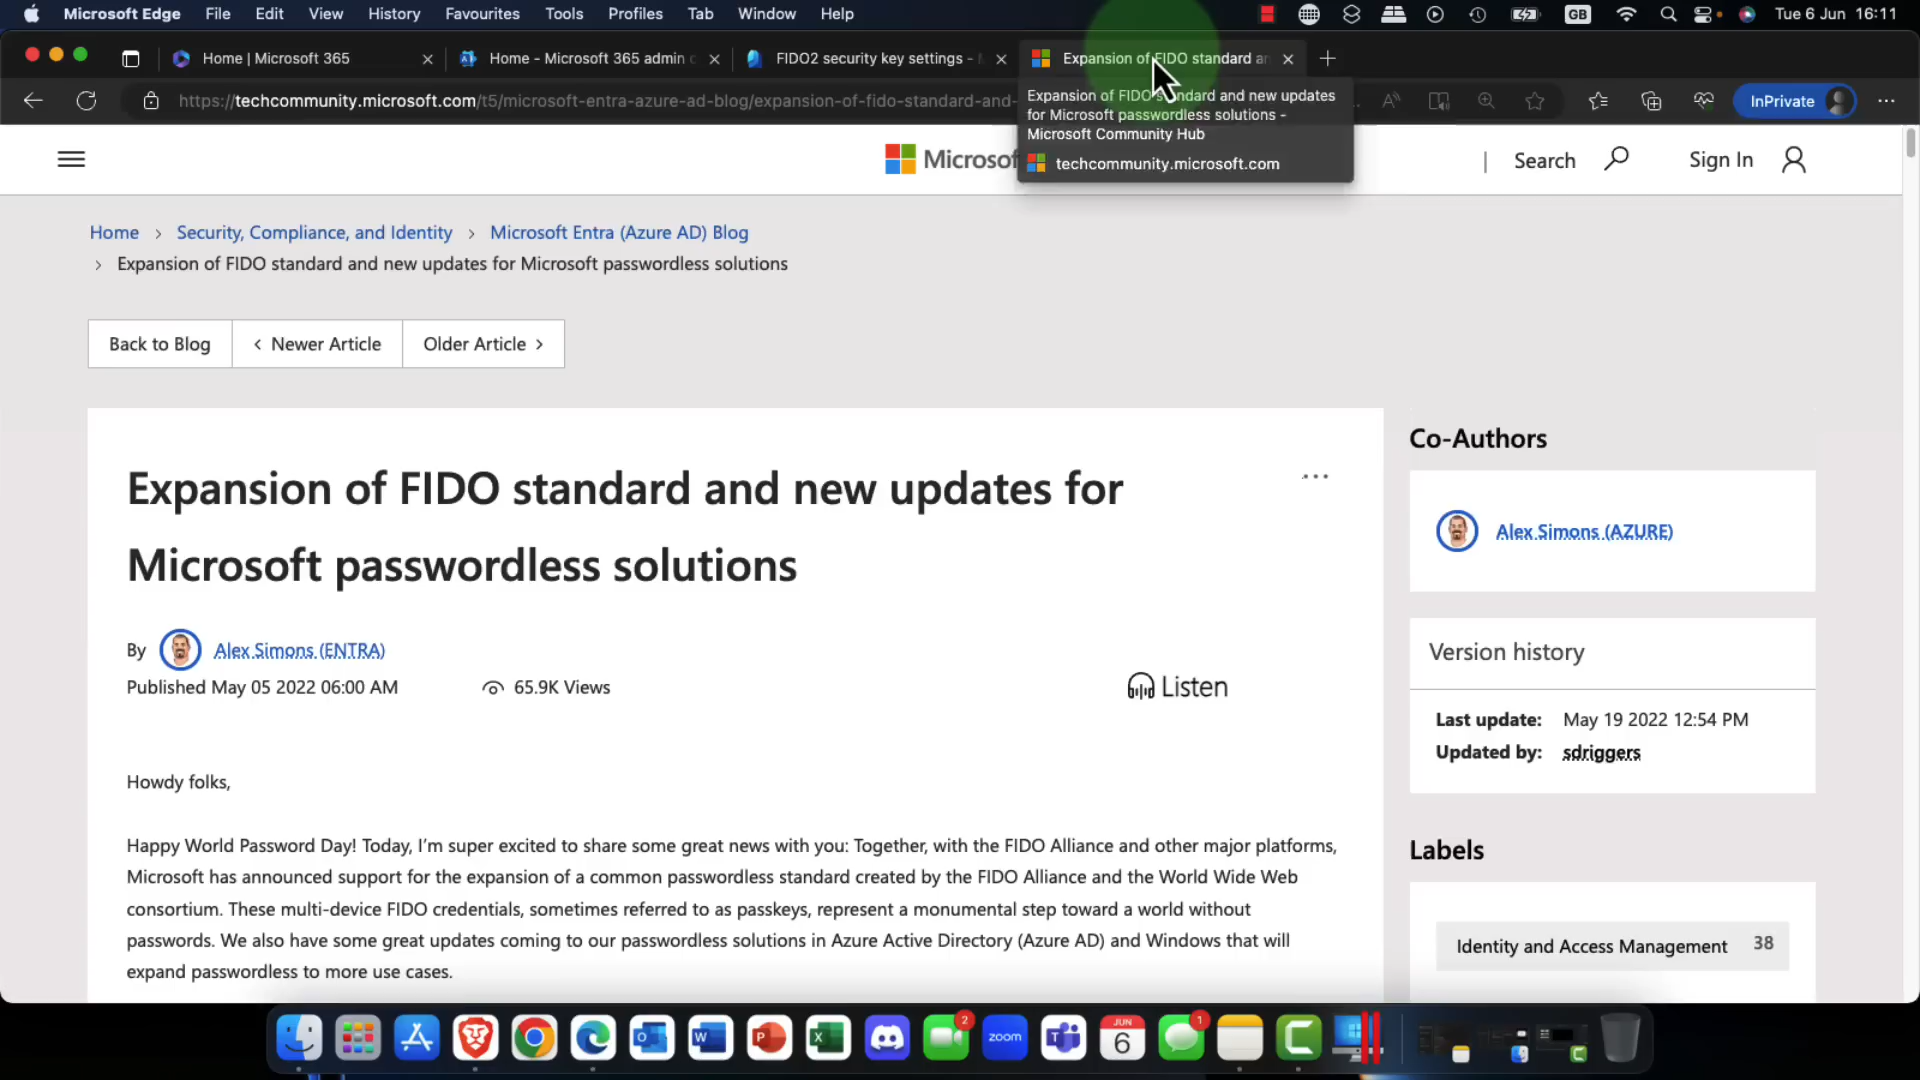 Microsoft Edge File Edit View History Favourites Tools Profiles Tab Window Help GB Tue 6 Jun 16:11
Home | Microsoft 365
Home - Microsoft 365 admin c
FIDO2 security key settings - M
Expansion of FIDO standard an
https://techcommunity.microsoft.com/t5/microsoft-entra-azure-ad-blog/expansion-of-fido-standard-and-
InPrivate
Expansion of FIDO standard and new updates
for Microsoft passwordless solutions -
Microsoft Community Hub
techcommunity.microsoft.com
Microsof
Search
Sign In
Home > Security, Compliance, and Identity > Microsoft Entra (Azure AD) Blog
> Expansion of FIDO standard and new updates for Microsoft passwordless solutions
Back to Blog < Newer Article Older Article >
Expansion of FIDO standard and new updates for
Microsoft passwordless solutions
By Alex Simons (ENTRA)
Published May 05 2022 06:00 AM 65.9K Views
Listen
Howdy folks,
Happy World Password Day! Today, I'm super excited to share some great news with you: Together, with the FIDO Alliance and other major platforms,
Microsoft has announced support for the expansion of a common passwordless standard created by the FIDO Alliance and the World Wide Web
consortium. These multi-device FIDO credentials, sometimes referred to as passkeys, represent a monumental step toward a world without
passwords. We also have some great updates coming to our passwordless solutions in Azure Active Directory (Azure AD) and Windows that will
expand passwordless to more use cases.
Co-Authors
Alex Simons (AZURE)
Version history
Last update: May 19 2022 12:54 PM
Updated by: sdriggers
Labels
Identity and Access Management 38
2
zoom
JUN
6
1